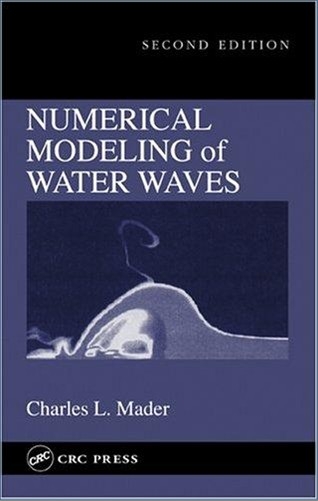 SECOND EDITION
NUMERICAL
MODELING of
WATER WAVES
Charles L. Mader
CRC CRC PRESS